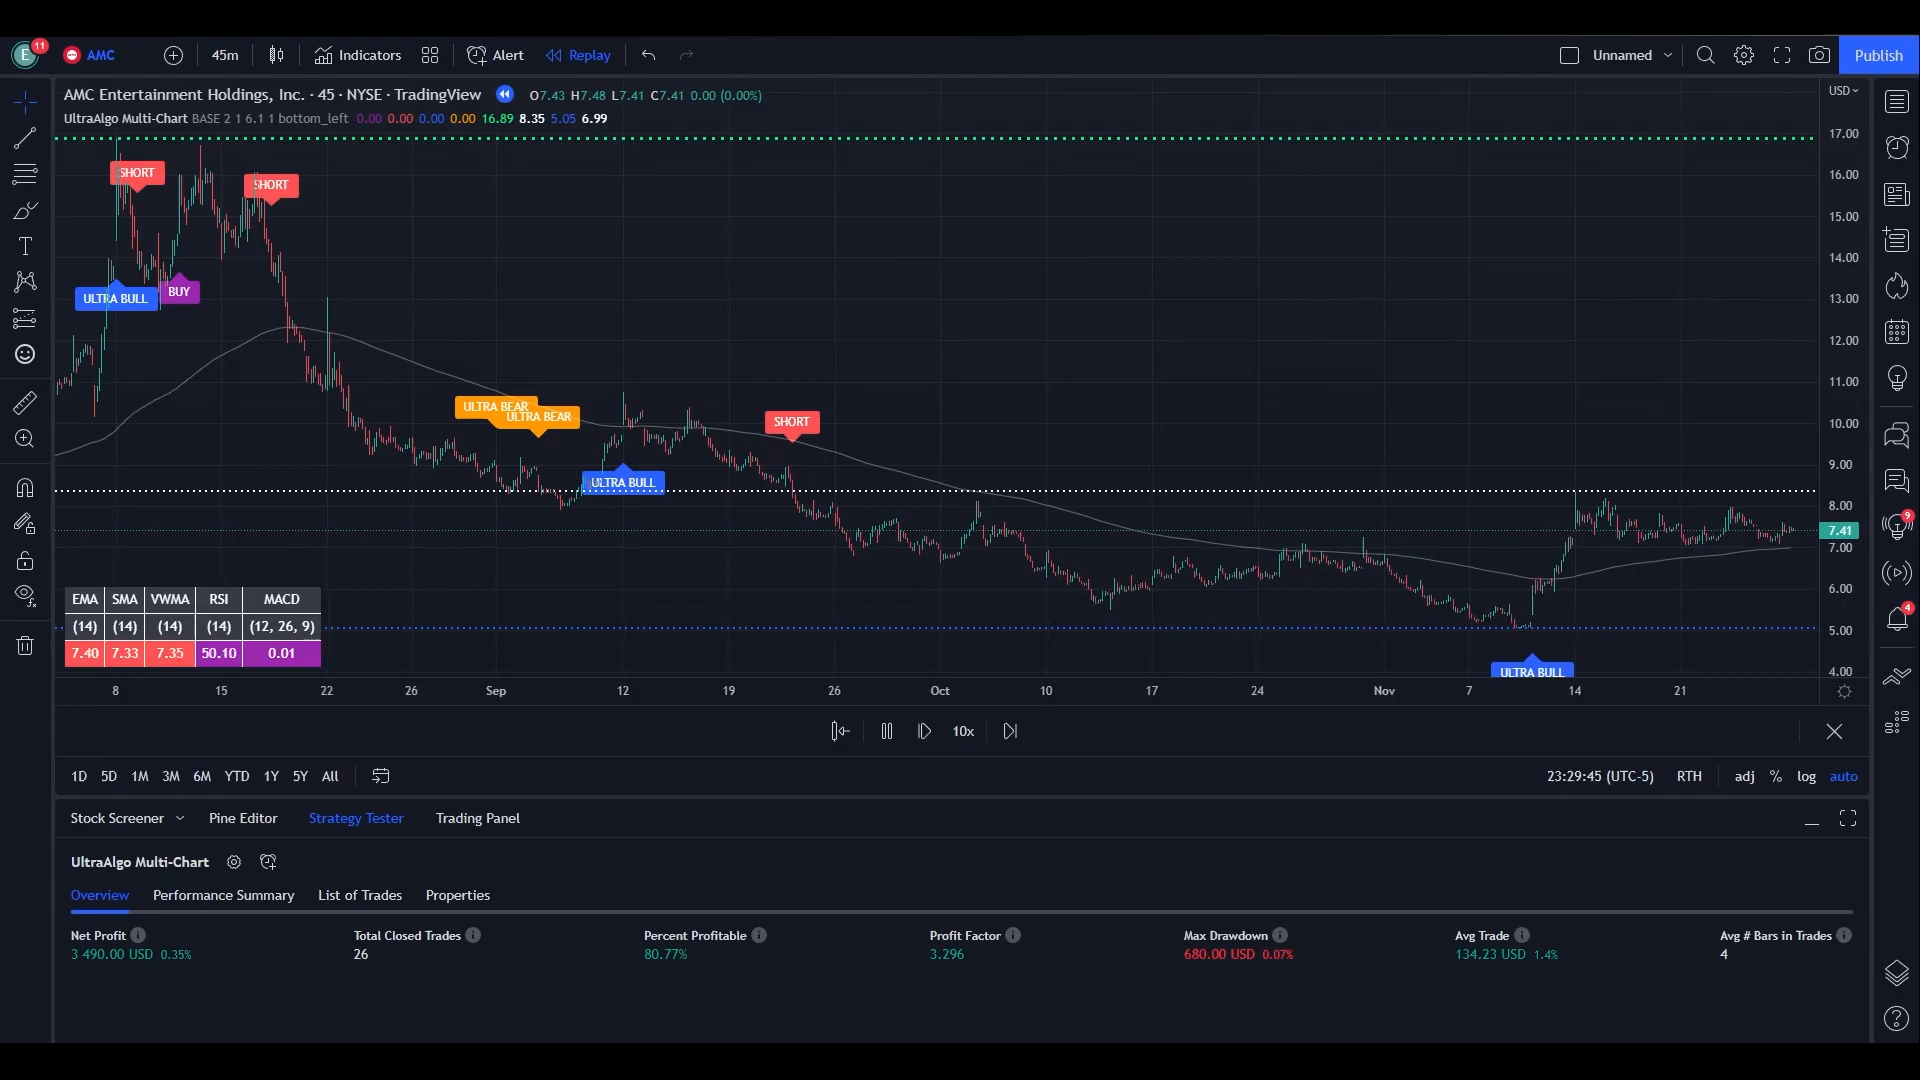 E 11 AMC 45m Indicators Alert Replay Unnamed Publish
AMC Entertainment Holdings, Inc. · 45 · NYSE · TradingView O7.43 H7.48 L7.41 C7.41 0.00 (0.00%)
UltraAlgo Multi-Chart BASE 2 1 6.1 1 bottom_left 0.00 0.00 0.00 0.00 16.89 8.35 5.05 6.99
USD
17.00
16.00
15.00
14.00
13.00
12.00
11.00
10.00
9.00
8.00
7.41
7.00
6.00
5.00
4.00
SHORT
SHORT
ULTRA BULL
BUY
ULTRA BEAR
ULTRA BEAR
SHORT
ULTRA BULL
ULTRA BULL
EMA SMA VWMA RSI MACD
(14) (14) (14) (14) (12, 26, 9)
7.40 7.33 7.35 50.10 0.01
8 15 22 26 Sep 12 19 26 Oct 10 17 24 Nov 7 14 21
9
4
10x
1D 5D 1M 3M 6M YTD 1Y 5Y All 23:29:45 (UTC-5) RTH adj % log auto
Stock Screener Pine Editor Strategy Tester Trading Panel
UltraAlgo Multi-Chart
Overview Performance Summary List of Trades Properties
Net Profit Total Closed Trades Percent Profitable Profit Factor Max Drawdown Avg Trade Avg # Bars in Trades
3 490.00 USD 0.35% 26 80.77% 3.296 680.00 USD 0.07% 134.23 USD 1.4% 4